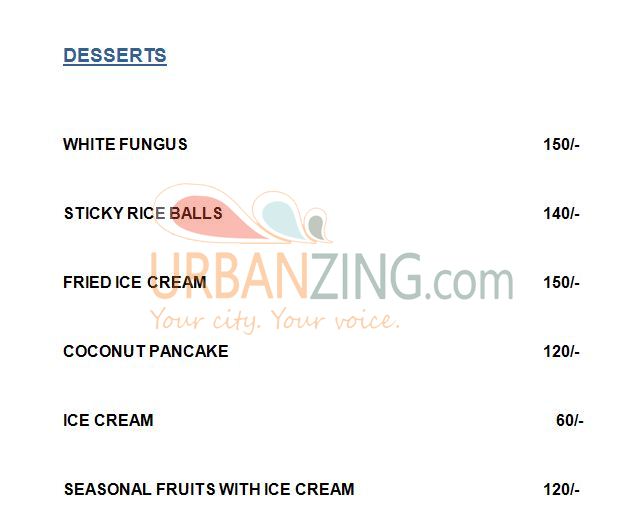 DESSERTS
WHITE FUNGUS 150/-
STICKY RICE BALLS 140/-
FRIED ICE CREAM 150/-
URBANZING.com
Your city. Your voice.
COCONUT PANCAKE 120/-
ICE CREAM 60/-
SEASONAL FRUITS WITH ICE CREAM 120/-